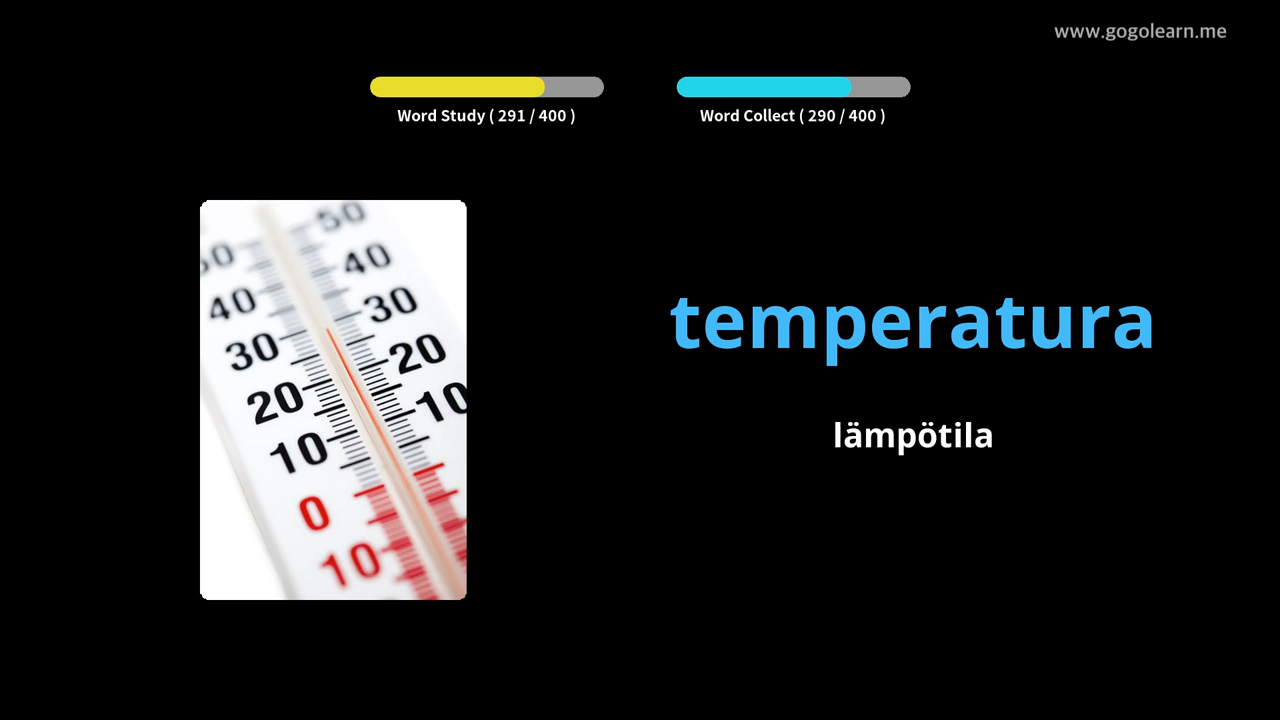 www.gogolearn.me
Word Study ( 291 / 400 )
Word Collect ( 290 / 400 )
50
40
40
30
30
20
20
10
10
0
10
temperatura
lämpötila